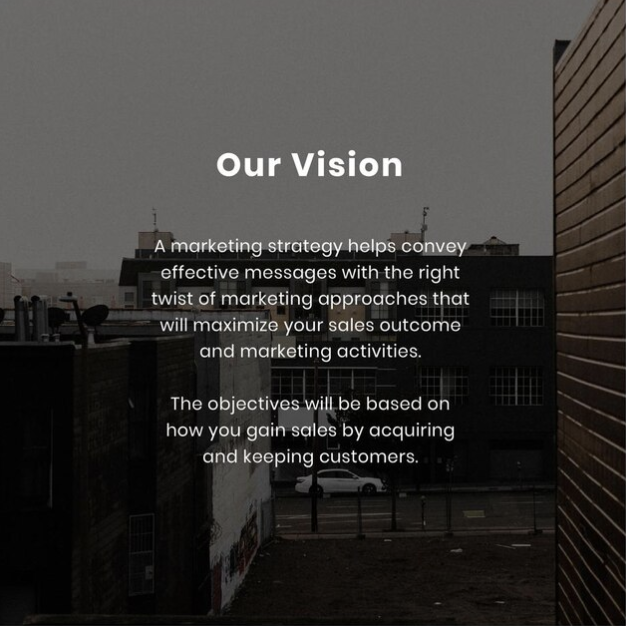 Our Vision
A marketing strategy helps convey
effective messages with the right
twist of marketing approaches that
will maximize your sales outcome
and marketing activities.
The objectives will be based on
how you gain sales by acquiring
and keeping customers.